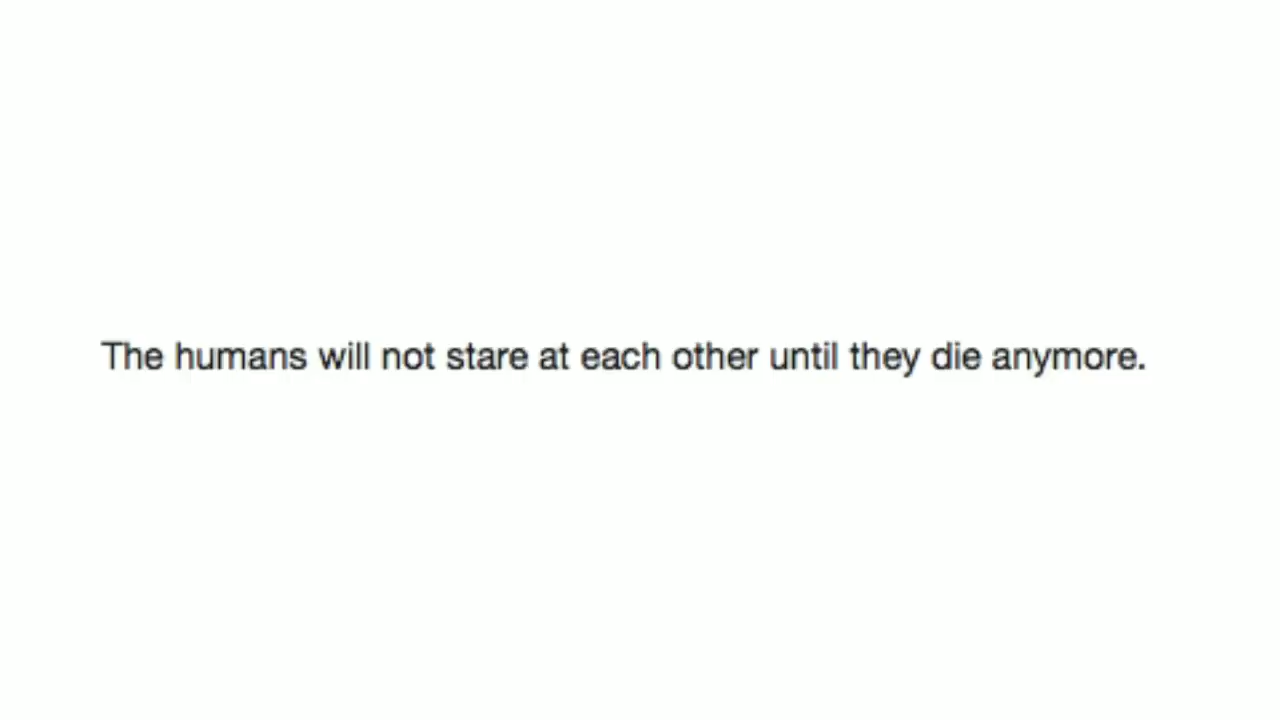 The humans will not stare at each other until they die anymore.